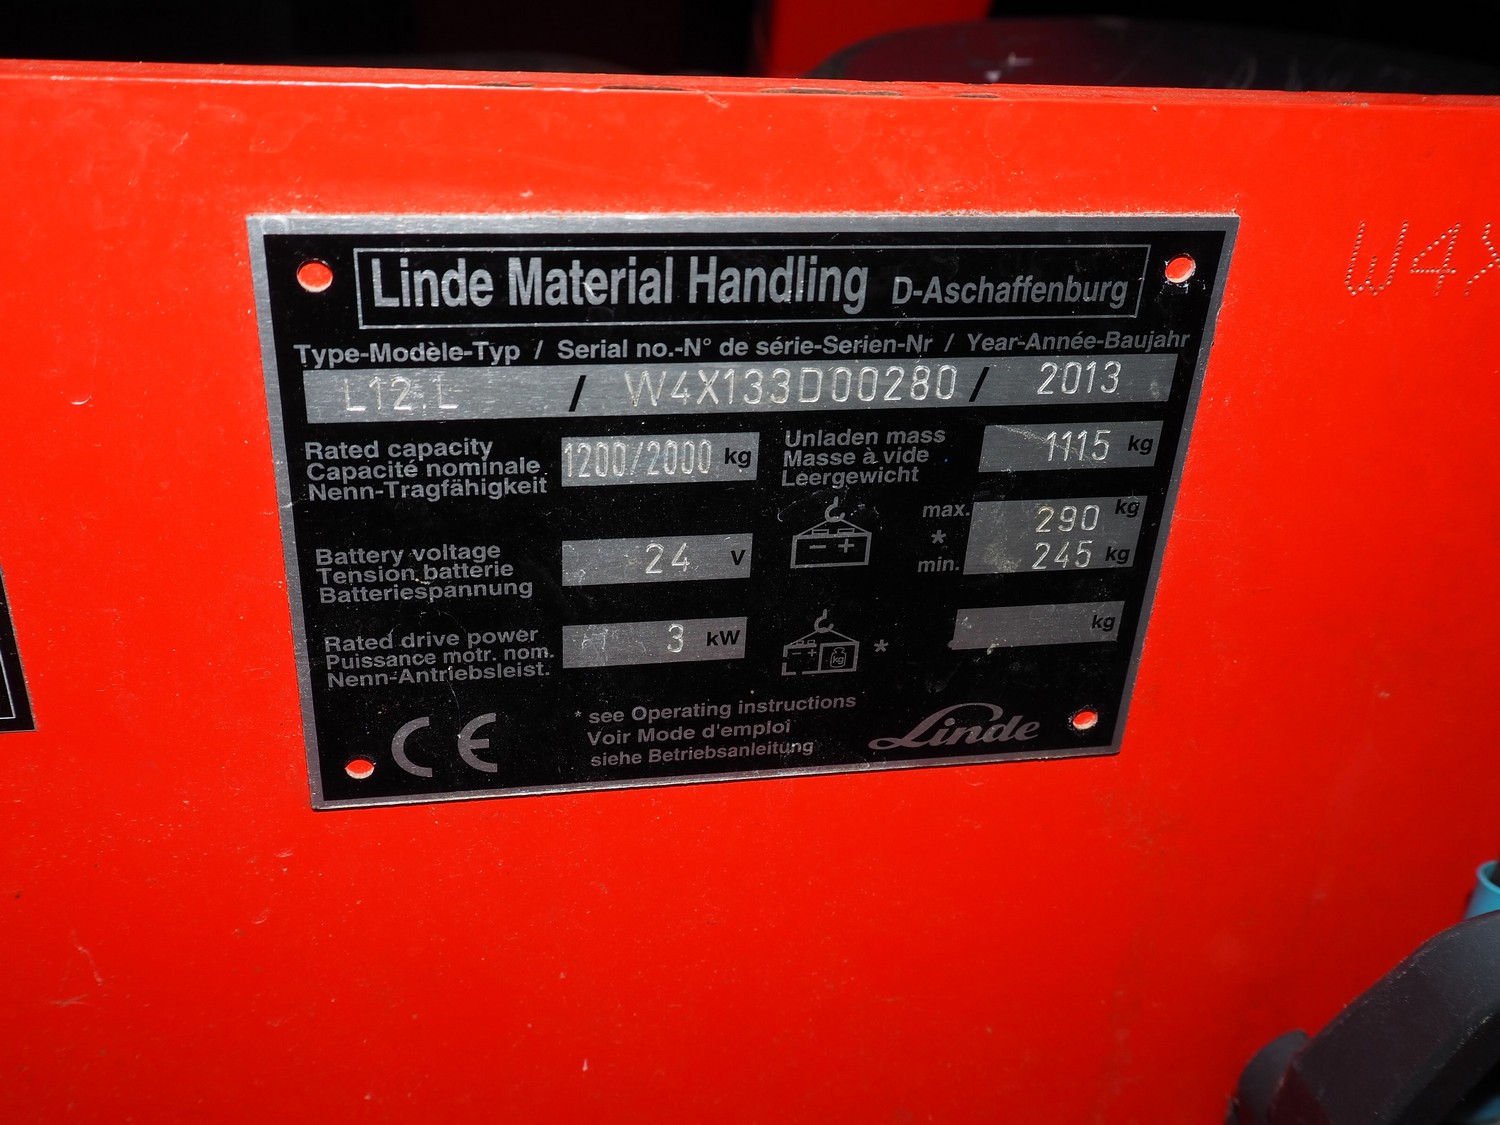 Linde Material Handling D-Aschaffenburg
Type-Modèle-Typ / Serial no.-N° de série-Serien-Nr / Year-Année-Baujahr
L12 L / W4X133D00280 / 2013
Rated capacity
Capacité nominale
Nenn-Tragfähigkeit
1200/2000 kg
Unladen mass
Masse à vide
Leergewicht
1115 kg
Battery voltage
Tension batterie
Batteriespannung
24 V
- +
max. 290 kg
*
min. 245 kg
Rated drive power
Puissance motr. nom.
Nenn-Antriebsleist.
3 kW
- + kg *
kg
CE
* see Operating instructions
Voir Mode d'emploi
siehe Betriebsanleitung
Linde
W4X